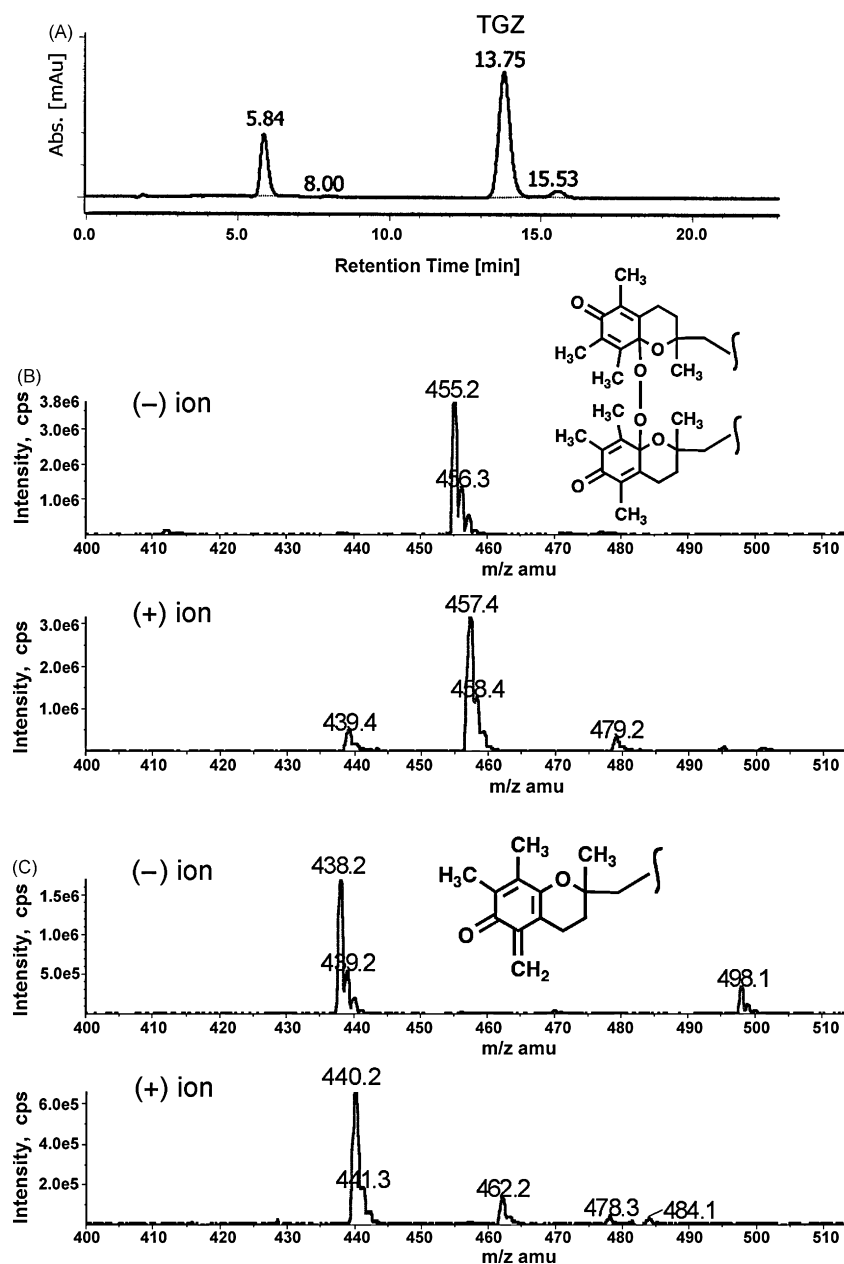 (A)
TGZ
13.75
5.84
8.00
15.53
Abs. [mAu]
0.0 5.0 10.0 15.0 20.0
Retention Time [min]
CH3
O
H3C
O
H3C
CH3
O
O
H3C
CH3
H3C
O
O
CH3
(B)
(–) ion
455.2
456.3
3.8e6
3.0e6
2.0e6
1.0e6
Intensity, cps
400 410 420 430 440 450 460 470 480 490 500 510
m/z amu
(+) ion
457.4
458.4
439.4
479.2
3.0e6
2.0e6
1.0e6
Intensity, cps
400 410 420 430 440 450 460 470 480 490 500 510
m/z amu
(C)
(–) ion
438.2
439.2
498.1
CH3
CH3
H3C
O
O
CH2
1.5e6
1.0e6
5.0e5
Intensity, cps
400 410 420 430 440 450 460 470 480 490 500 510
m/z amu
(+) ion
440.2
441.3
462.2
478.3
484.1
6.0e5
4.0e5
2.0e5
Intensity, cps
400 410 420 430 440 450 460 470 480 490 500 510
m/z amu